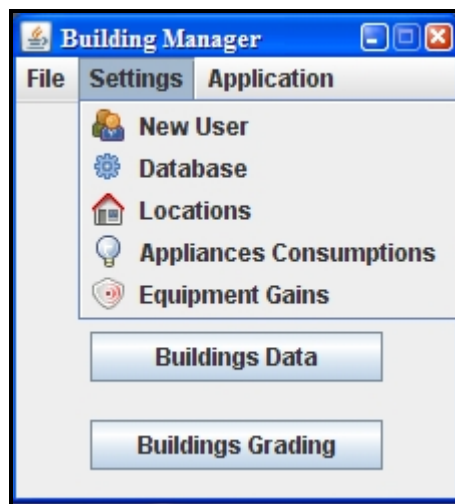 Building Manager
File Settings Application
New User
Database
Locations
Appliances Consumptions
Equipment Gains
Buildings Data
Buildings Grading